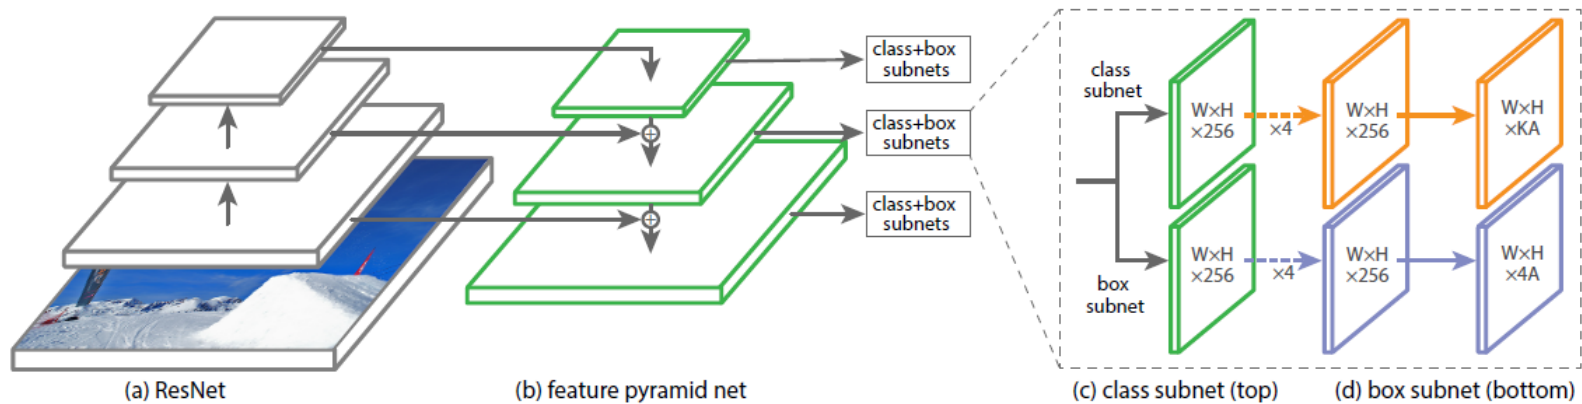 class+box
subnets
class+box
subnets
class+box
subnets
class
subnet
W×H
×256
×4
W×H
×256
W×H
×KA
box
subnet
W×H
×256
×4
W×H
×256
W×H
×4A
(a) ResNet
(b) feature pyramid net
(c) class subnet (top)
(d) box subnet (bottom)